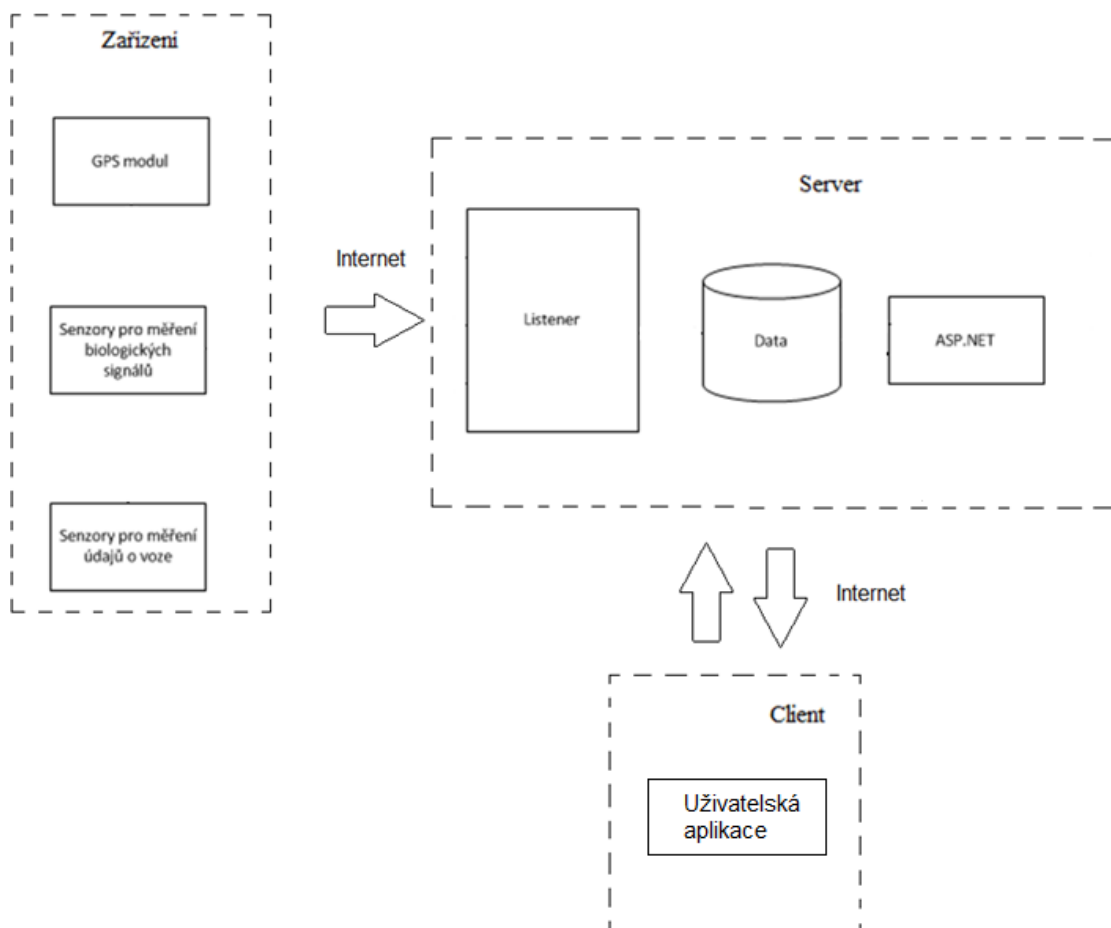 Zařízení
GPS modul
Senzory pro měření
biologických
signálů
Senzory pro měření
údajů o voze
Internet
Server
Listener
Data
ASP.NET
Internet
Client
Uživatelská
aplikace